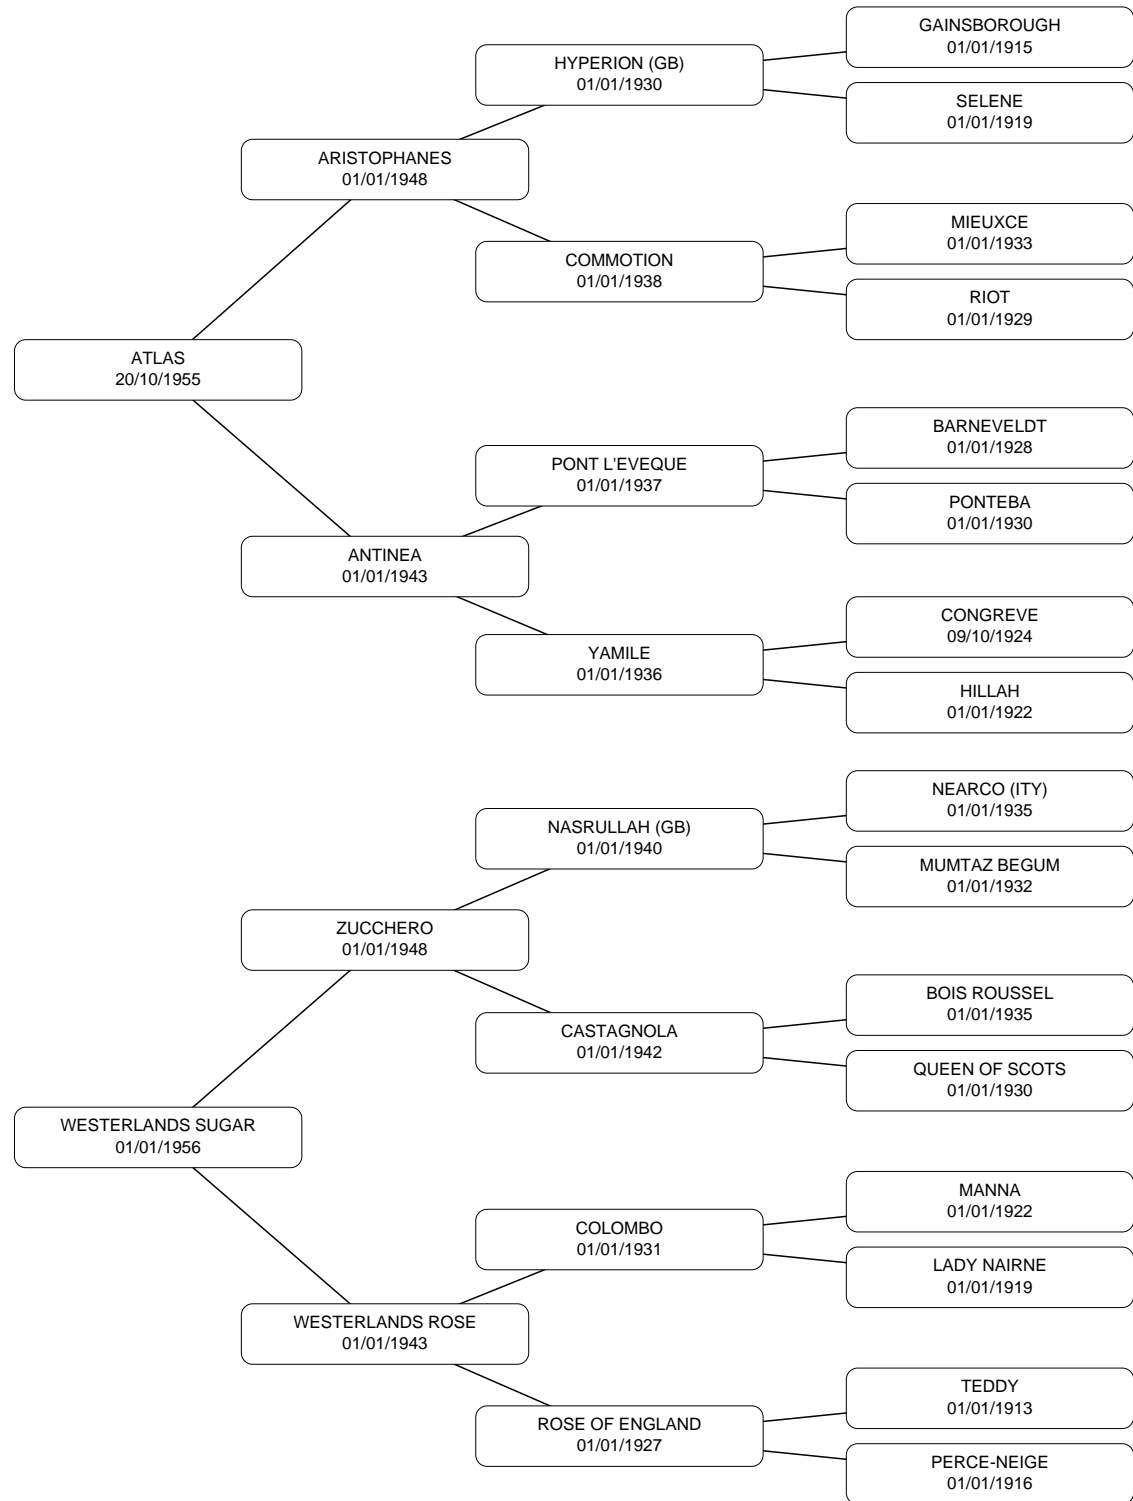 GAINSBOROUGH
01/01/1915
HYPERION (GB)
01/01/1930
SELENE
01/01/1919
ARISTOPHANES
01/01/1948
MIEUXCE
01/01/1933
COMMOTION
01/01/1938
RIOT
01/01/1929
ATLAS
20/10/1955
BARNEVELDT
01/01/1928
PONT L'EVEQUE
01/01/1937
PONTEBA
01/01/1930
ANTINEA
01/01/1943
CONGREVE
09/10/1924
YAMILE
01/01/1936
HILLAH
01/01/1922
NEARCO (ITY)
01/01/1935
NASRULLAH (GB)
01/01/1940
MUMTAZ BEGUM
01/01/1932
ZUCCHERO
01/01/1948
BOIS ROUSSEL
01/01/1935
CASTAGNOLA
01/01/1942
QUEEN OF SCOTS
01/01/1930
WESTERLANDS SUGAR
01/01/1956
MANNA
01/01/1922
COLOMBO
01/01/1931
LADY NAIRNE
01/01/1919
WESTERLANDS ROSE
01/01/1943
TEDDY
01/01/1913
ROSE OF ENGLAND
01/01/1927
PERCE-NEIGE
01/01/1916